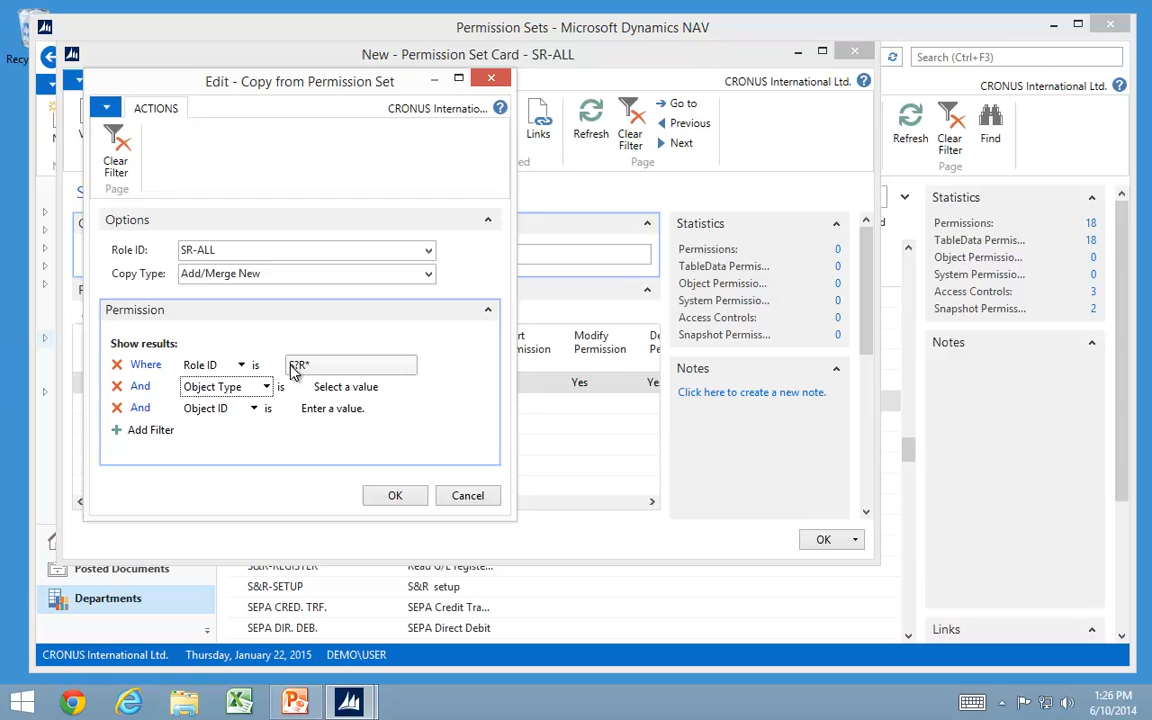 Permission Sets - Microsoft Dynamics NAV
New - Permission Set Card - SR-ALL
Search (Ctrl+F3)
Edit - Copy from Permission Set
CRONUS International Ltd.
CRONUS International Ltd.
ACTIONS
CRONUS Internatio...
Clear
Filter
Page
Links
Refresh
Clear
Filter
Go to
Previous
Next
Page
Refresh
Clear
Filter
Find
Page
Options
Role ID:
SR-ALL
Copy Type:
Add/Merge New
Permission
Show results:
Where Role ID is S?R*
And Object Type is Select a value
And Object ID is Enter a value.
Add Filter
OK
Cancel
Modify
Permission
Yes
Statistics
Permissions: 0
TableData Permis... 0
Object Permissio... 0
System Permissio... 0
Access Controls: 0
Snapshot Permiss... 0
Notes
Click here to create a new note.
OK
Statistics
Permissions: 18
TableData Permis... 18
Object Permissio... 0
System Permissio... 0
Access Controls: 3
Snapshot Permiss... 2
Notes
Links
Posted Documents
Departments
S&R-REGISTER Read G/L registe...
S&R-SETUP S&R setup
SEPA CRED. TRF. SEPA Credit Tra...
SEPA DIR. DEB. SEPA Direct Debit
CRONUS International Ltd. Thursday, January 22, 2015 DEMO\USER
1:26 PM
6/10/2014